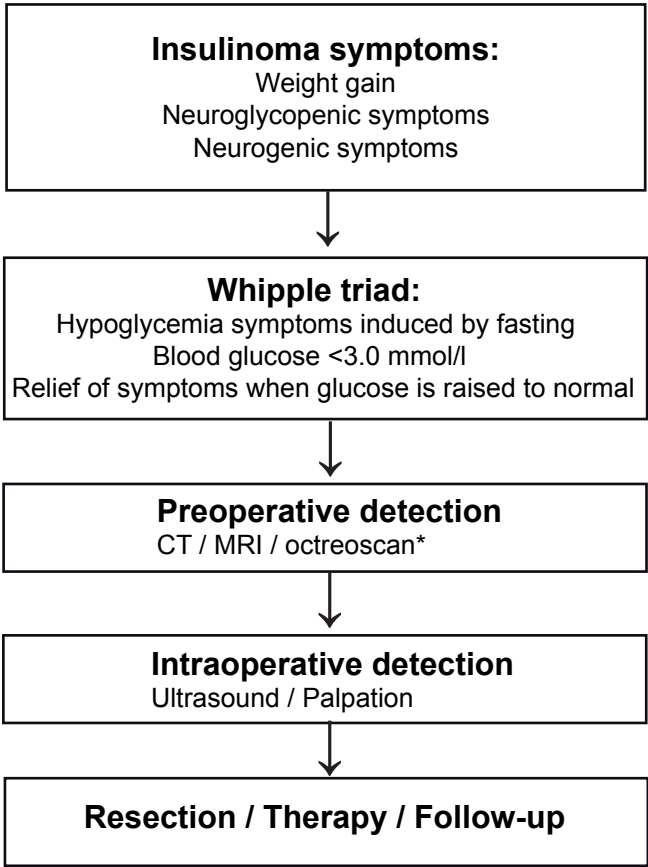 Insulinoma symptoms:
Weight gain
Neuroglycopenic symptoms
Neurogenic symptoms
Whipple triad:
Hypoglycemia symptoms induced by fasting
Blood glucose <3.0 mmol/l
Relief of symptoms when glucose is raised to normal
Preoperative detection
CT / MRI / octreoscan*
Intraoperative detection
Ultrasound / Palpation
Resection / Therapy / Follow-up